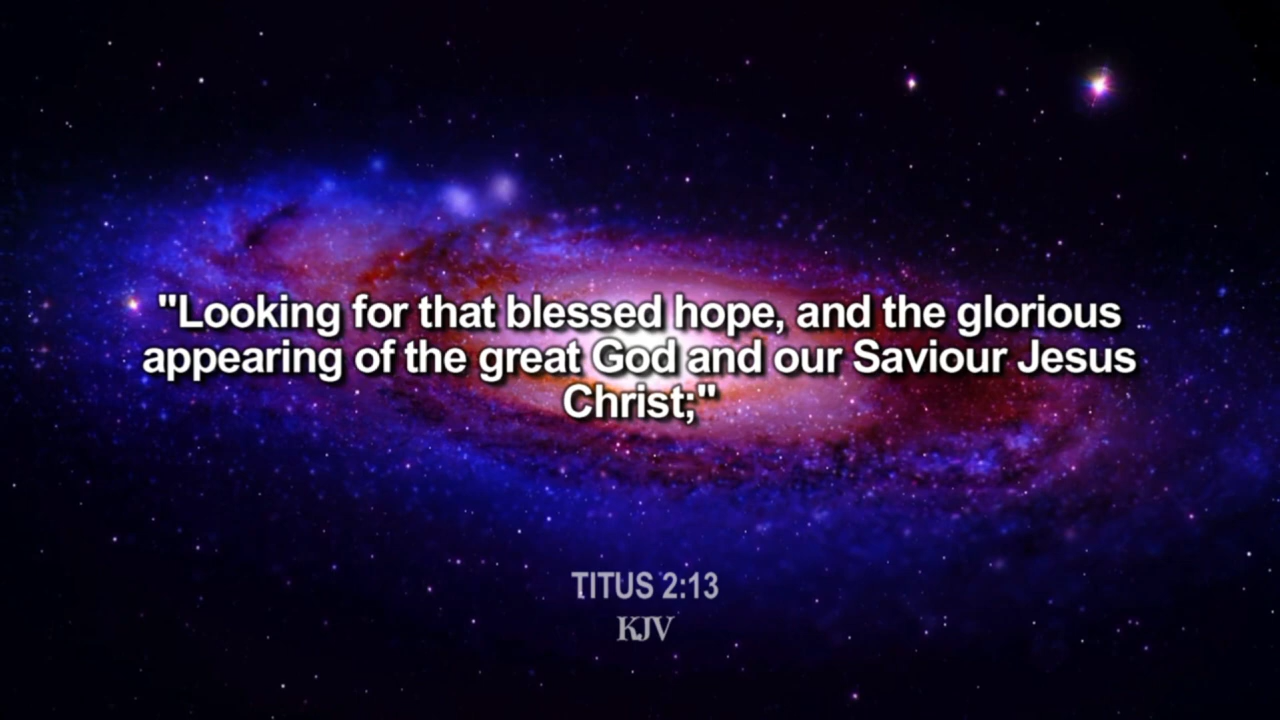 "Looking for that blessed hope, and the glorious
appearing of the great God and our Saviour Jesus
Christ;"
TITUS 2:13
KJV